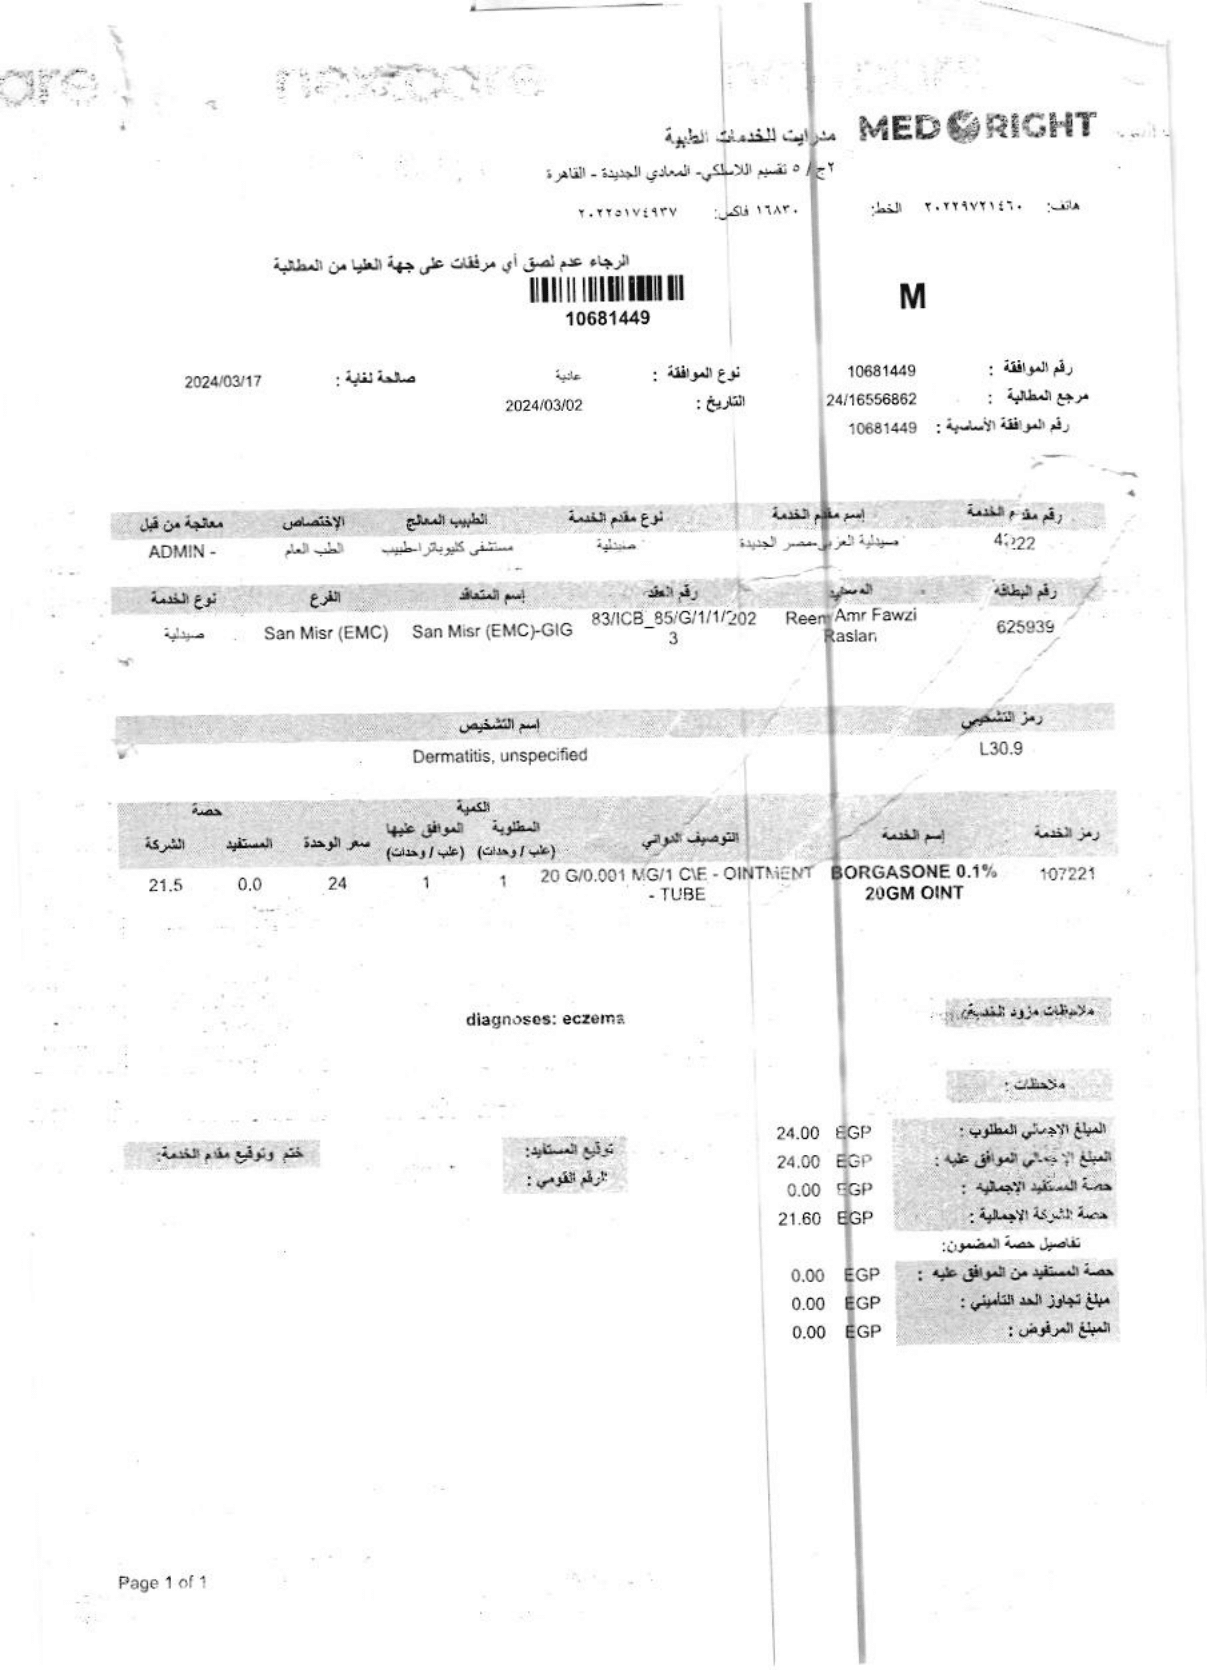 nexcare
MEDRIGHT مدرايت للخدمات الطبية
٢ج / ٥ تقسيم اللاسلكي- المعادي الجديدة - القاهرة
هاتف: ٢٠٢٢٩٧٢١٤٦٠ الخط: ١٦٨٣٠ فاكس: ٢٠٢٢٥١٧٤٩٣٧
الرجاء عدم لصق أي مرفقات على جهة العليا من المطالبة
M
10681449
رقم الموافقة : 10681449 نوع الموافقة : عادية صالحة لغاية : 2024/03/17
مرجع المطالبة : 24/16556862 التاريخ : 2024/03/02
رقم الموافقة الأساسية : 10681449
رقم مقدم الخدمة إسم مقدم الخدمة نوع مقدم الخدمة الطبيب المعالج الإختصاص معالجة من قبل
صيدلية العزبي-مصر الجديدة صيدلية مستشفى كليوباترا-طبيب الطب العام ADMIN -
رقم البطاقة رقم العقد إسم المتعاقد الفرع نوع الخدمة
625939 Reem Amr Fawzi 83/ICB_85/G/1/1/202 San Misr (EMC)-GIG San Misr (EMC) صيدلية
Raslan 3
رمز التشخيص اسم التشخيص
L30.9 Dermatitis, unspecified
الكمية حصة
رمز الخدمة إسم الخدمة التوصيف الدوائي المطلوبة الموافق عليها سعر الوحدة المستفيد الشركة
(علب / وحدات) (علب / وحدات)
107221 BORGASONE 0.1% 20 G/0.001 MG/1 C\E - OINTMENT 1 1 24 0.0 21.5
20GM OINT - TUBE
ملاحظات مزود الخدمة: diagnoses: eczema
ملاحظات :
المبلغ الاجمالي المطلوب : EGP 24.00 توقيع المستفيد: ختم وتوقيع مقدم الخدمة:
المبلغ الإجمالي الموافق عليه : EGP 24.00 الرقم القومي :
حصة المستفيد الإجمالية : EGP 0.00
حصة الشركة الإجمالية : EGP 21.60
تفاصيل حصة المضمون:
حصة المستفيد من الموافق عليه : EGP 0.00
مبلغ تجاوز الحد التأميني : EGP 0.00
المبلغ المرفوض : EGP 0.00
Page 1 of 1